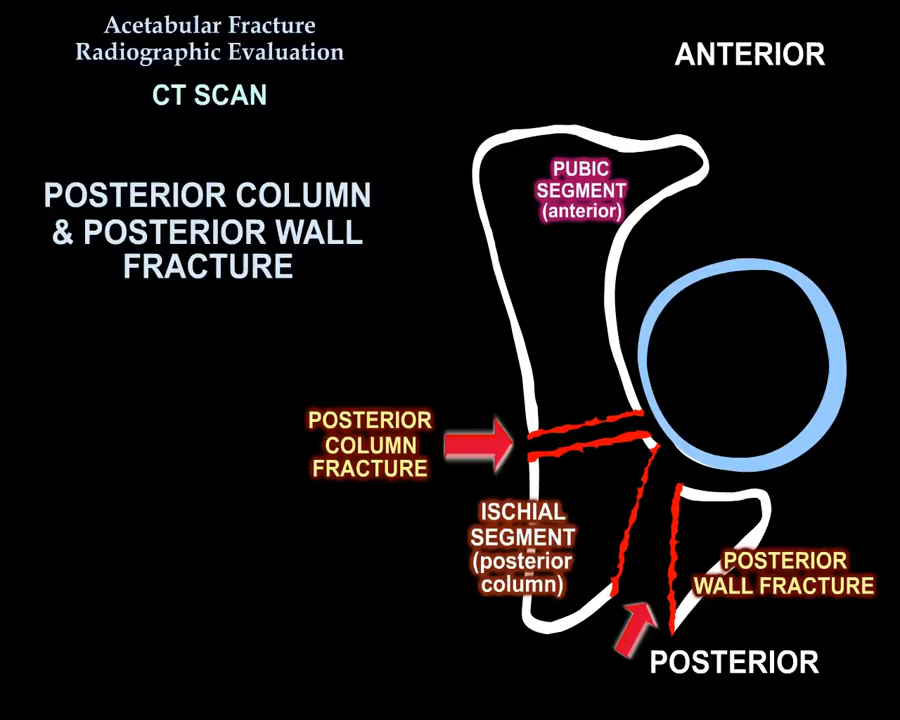 Acetabular Fracture
Radiographic Evaluation
CT SCAN
ANTERIOR
POSTERIOR COLUMN
& POSTERIOR WALL
FRACTURE
PUBIC
SEGMENT
(anterior)
POSTERIOR
COLUMN
FRACTURE
ISCHIAL
SEGMENT
(posterior
column)
POSTERIOR
WALL FRACTURE
POSTERIOR